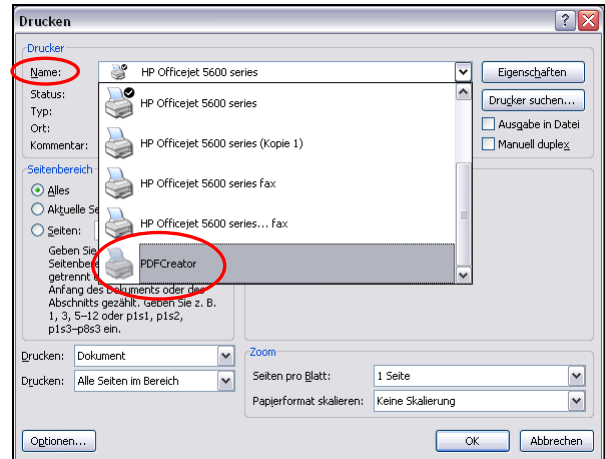 Drucken
Drucker
Name: HP Officejet 5600 series Eigenschaften
Status: HP Officejet 5600 series Drucker suchen...
Typ:
Ort: Ausgabe in Datei
Kommentar: HP Officejet 5600 series (Kopie 1) Manuell duplex
Seitenbereich
Alles HP Officejet 5600 series fax
Aktuelle Se
Seiten: HP Officejet 5600 series... fax
Geben Sie
Seitenbere PDFCreator
getrennt
Anfang des Dokuments oder des
Abschnitts gezählt. Geben Sie z. B.
1, 3, 5–12 oder p1s1, p1s2,
p1s3–p8s3 ein.
Drucken: Dokument
Drucken: Alle Seiten im Bereich
Zoom
Seiten pro Blatt: 1 Seite
Papierformat skalieren: Keine Skalierung
Optionen... OK Abbrechen